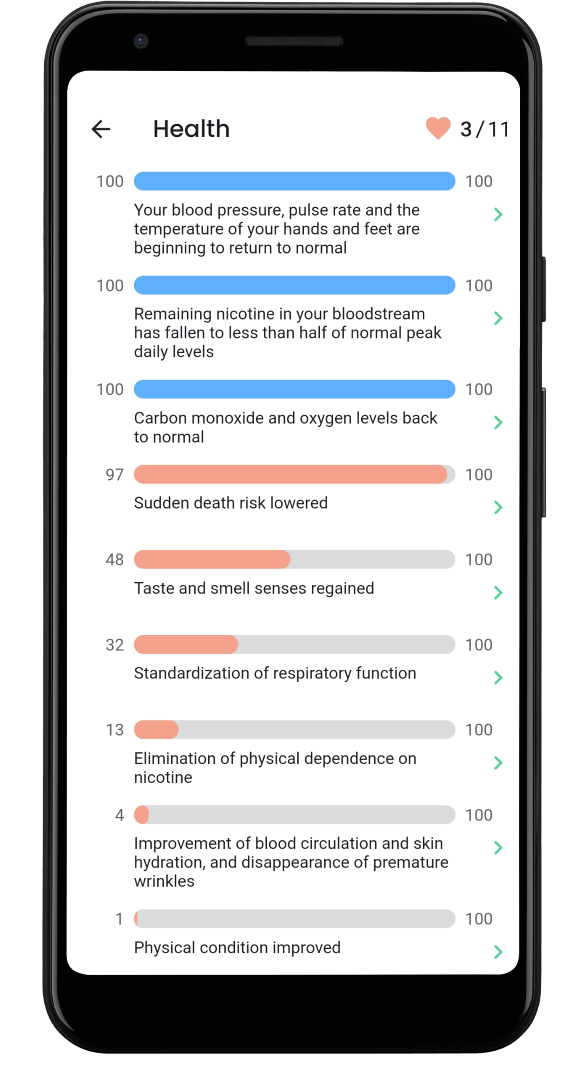 Health
3/11
100 100
Your blood pressure, pulse rate and the
temperature of your hands and feet are
beginning to return to normal
100 100
Remaining nicotine in your bloodstream
has fallen to less than half of normal peak
daily levels
100 100
Carbon monoxide and oxygen levels back
to normal
97 100
Sudden death risk lowered
48 100
Taste and smell senses regained
32 100
Standardization of respiratory function
13 100
Elimination of physical dependence on
nicotine
4 100
Improvement of blood circulation and skin
hydration, and disappearance of premature
wrinkles
1 100
Physical condition improved